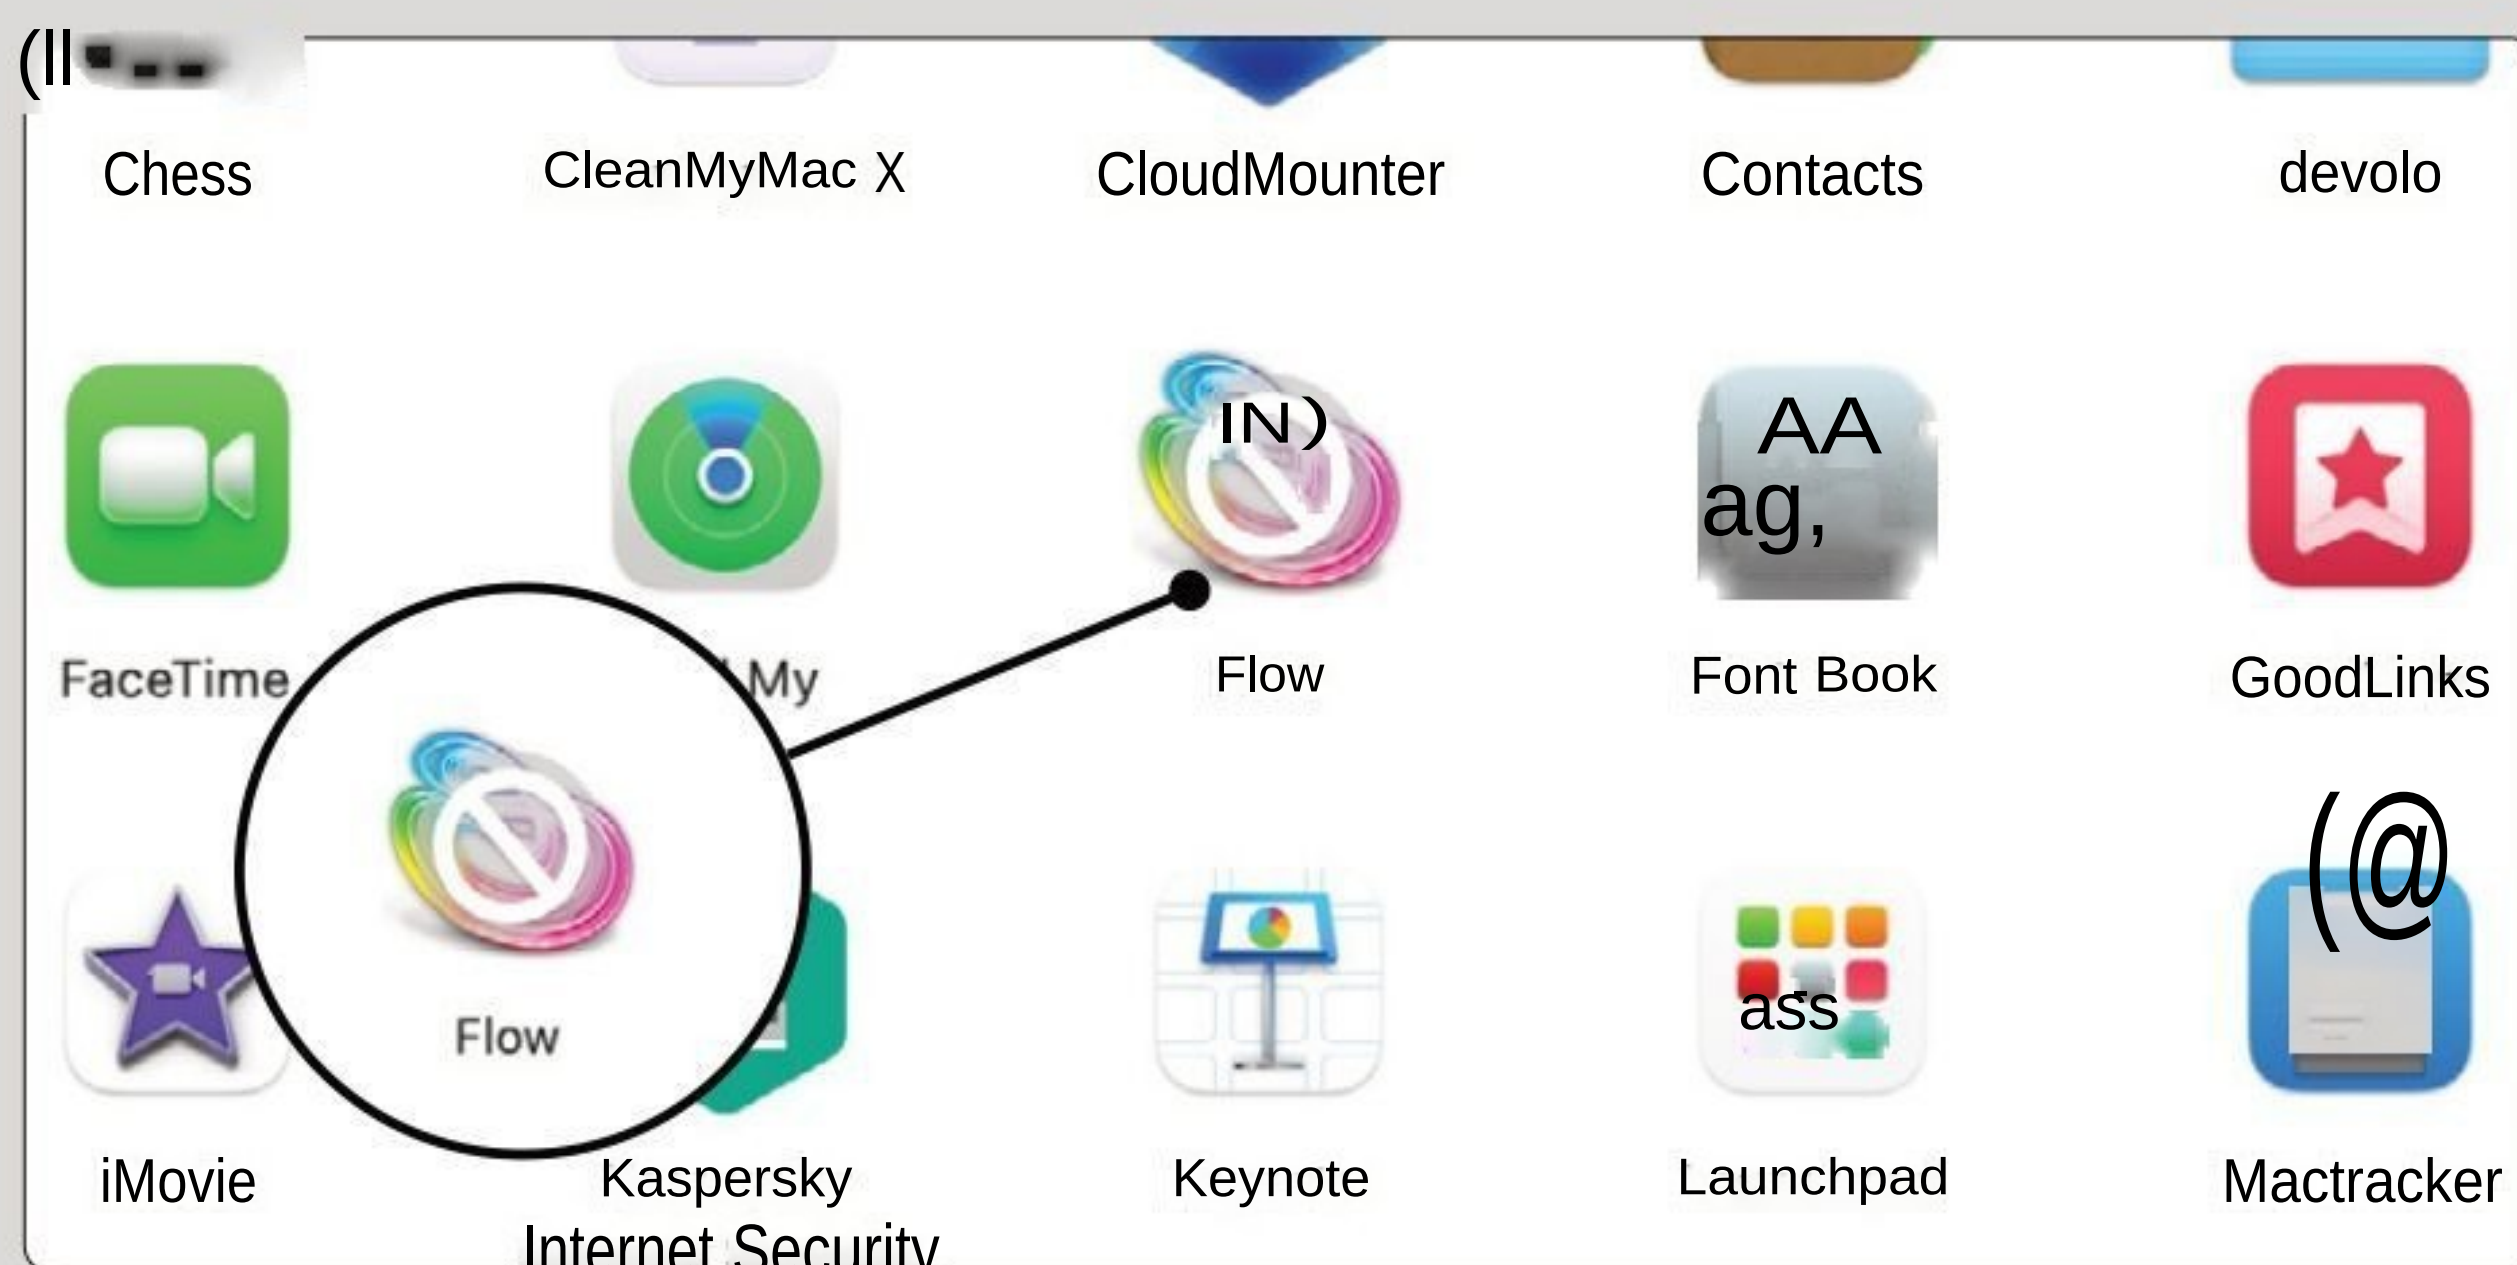 (ll
Chess
CleanMyMac X
CloudMounter
Contacts
devolo
IN)
AA
ag,
FaceTime
My
Flow
Font Book
GoodLinks
(@
ass
Flow
iMovie
Kaspersky
Internet Security
Keynote
Launchpad
Mactracker